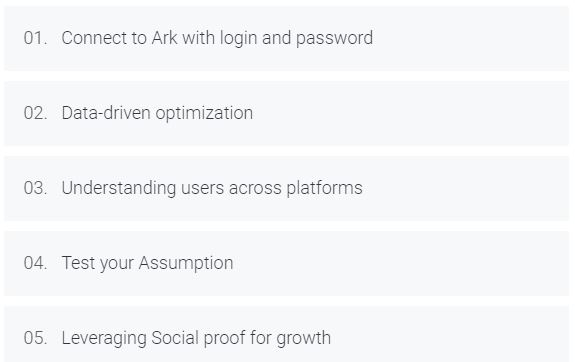 01. Connect to Ark with login and password
02. Data-driven optimization
03. Understanding users across platforms
04. Test your Assumption
05. Leveraging Social proof for growth